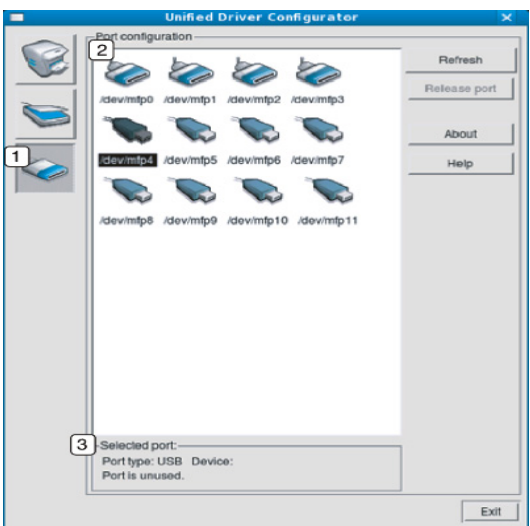 Unified Driver Configurator
Port configuration
2
/dev/mfp0 /dev/mfp1 /dev/mfp2 /dev/mfp3
/dev/mfp4 /dev/mfp5 /dev/mfp6 /dev/mfp7
/dev/mfp8 /dev/mfp9 /dev/mfp10 /dev/mfp11
Refresh
Release port
About
Help
1
3
Selected port:
Port type: USB Device:
Port is unused.
Exit